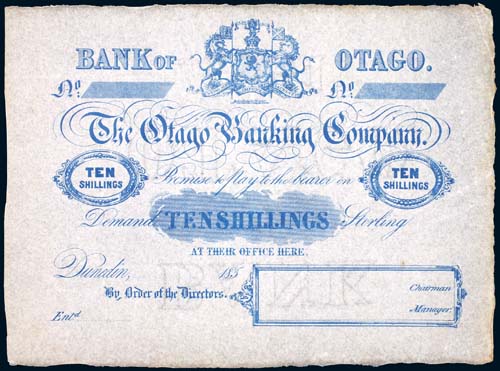 BANK OF OTAGO.
No. No.
The Otago Banking Company.
TEN SHILLINGS
Promise to pay to the bearer on
TEN SHILLINGS
Demand TEN SHILLINGS Sterling
AT THEIR OFFICE HERE.
Dunedin, 185
By Order of the Directors.
Chairman
Manager.
Entd.